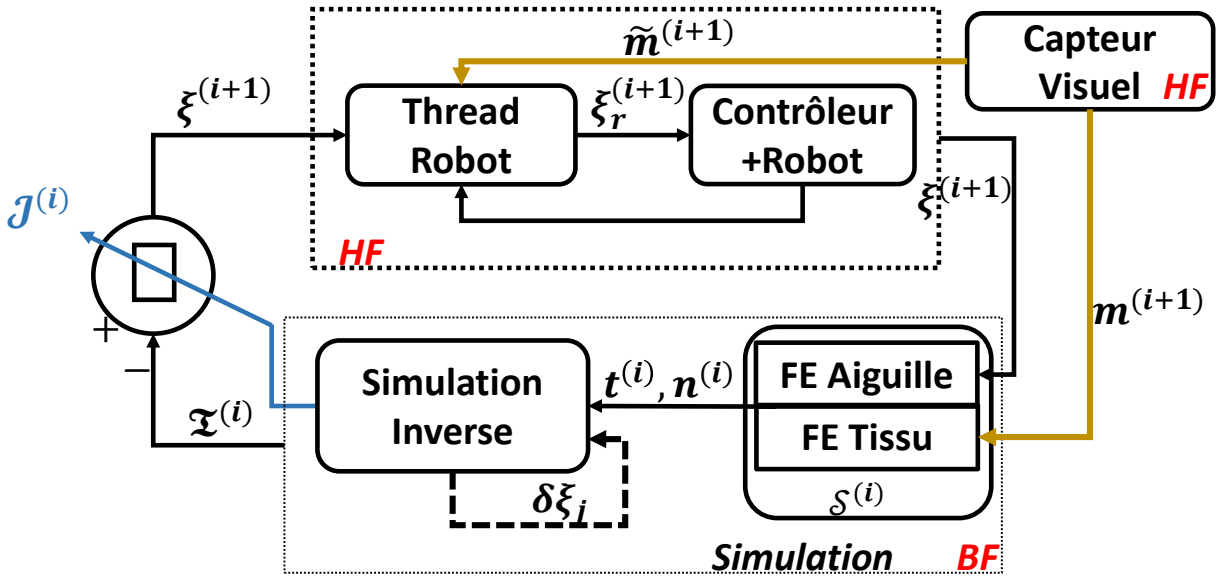 m̃^(i+1)
Capteur
Visuel HF
ξ^(i+1)
Thread
Robot
ξ_r^(i+1)
Contrôleur
+Robot
ξ^(i+1)
𝒥^(i)
HF
+
−
m^(i+1)
Simulation
Inverse
t^(i), n^(i)
FE Aiguille
FE Tissu
𝔗^(i)
δξ_j
𝒮^(i)
Simulation BF